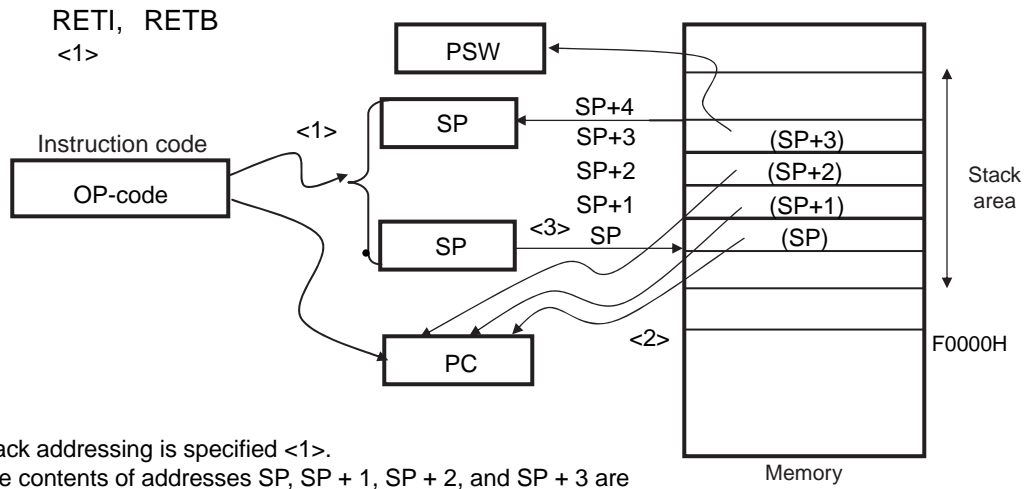 RETI, RETB
<1>
PSW
SP+4
SP
SP+3
(SP+3)
<1>
Instruction code
OP-code
SP+2
(SP+2)
Stack
area
SP+1
(SP+1)
SP
<3>
SP
(SP)
<2>
F0000H
PC
ack addressing is specified <1>.
e contents of addresses SP, SP + 1, SP + 2, and SP + 3 are
Memory